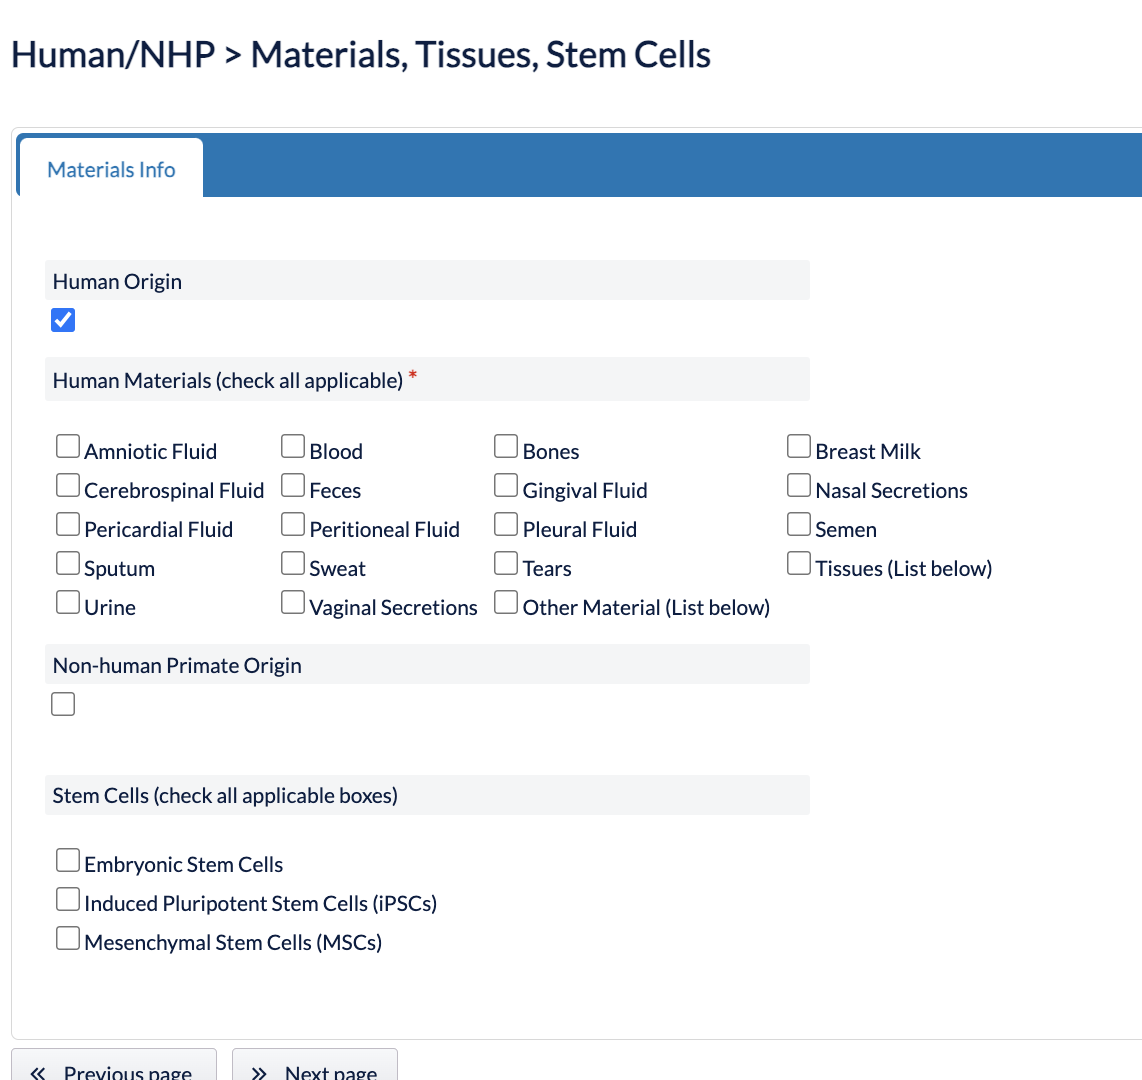 Human/NHP > Materials, Tissues, Stem Cells
Materials Info
Human Origin
Human Materials (check all applicable) *
Amniotic Fluid Blood Bones Breast Milk
Cerebrospinal Fluid Feces Gingival Fluid Nasal Secretions
Pericardial Fluid Peritoneal Fluid Pleural Fluid Semen
Sputum Sweat Tears Tissues (List below)
Urine Vaginal Secretions Other Material (List below)
Non-human Primate Origin
Stem Cells (check all applicable boxes)
Embryonic Stem Cells
Induced Pluripotent Stem Cells (iPSCs)
Mesenchymal Stem Cells (MSCs)
« Previous page » Next page